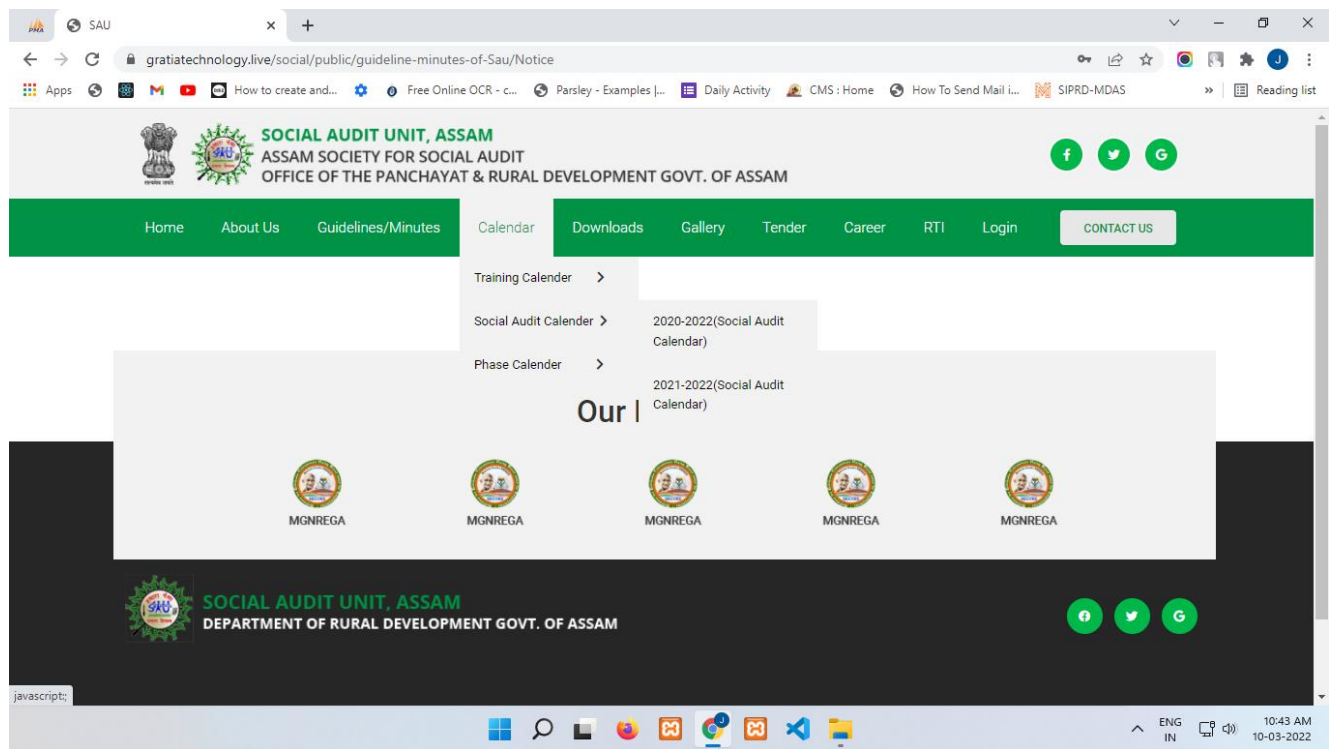 SAU
gratiatechnology.live/social/public/guideline-minutes-of-Sau/Notice
Apps
How to create and...
Free Online OCR - c...
Parsley - Examples |...
Daily Activity
CMS : Home
How To Send Mail i...
SIPRD-MDAS
»
Reading list
SOCIAL AUDIT UNIT, ASSAM
ASSAM SOCIETY FOR SOCIAL AUDIT
OFFICE OF THE PANCHAYAT & RURAL DEVELOPMENT GOVT. OF ASSAM
Home About Us Guidelines/Minutes Calendar Downloads Gallery Tender Career RTI Login CONTACT US
Training Calender
Social Audit Calender
2020-2022(Social Audit
Calendar)
Phase Calender
2021-2022(Social Audit
Calendar)
Our
MGNREGA MGNREGA MGNREGA MGNREGA MGNREGA
SOCIAL AUDIT UNIT, ASSAM
DEPARTMENT OF RURAL DEVELOPMENT GOVT. OF ASSAM
javascript:;
ENG
IN
10:43 AM
10-03-2022